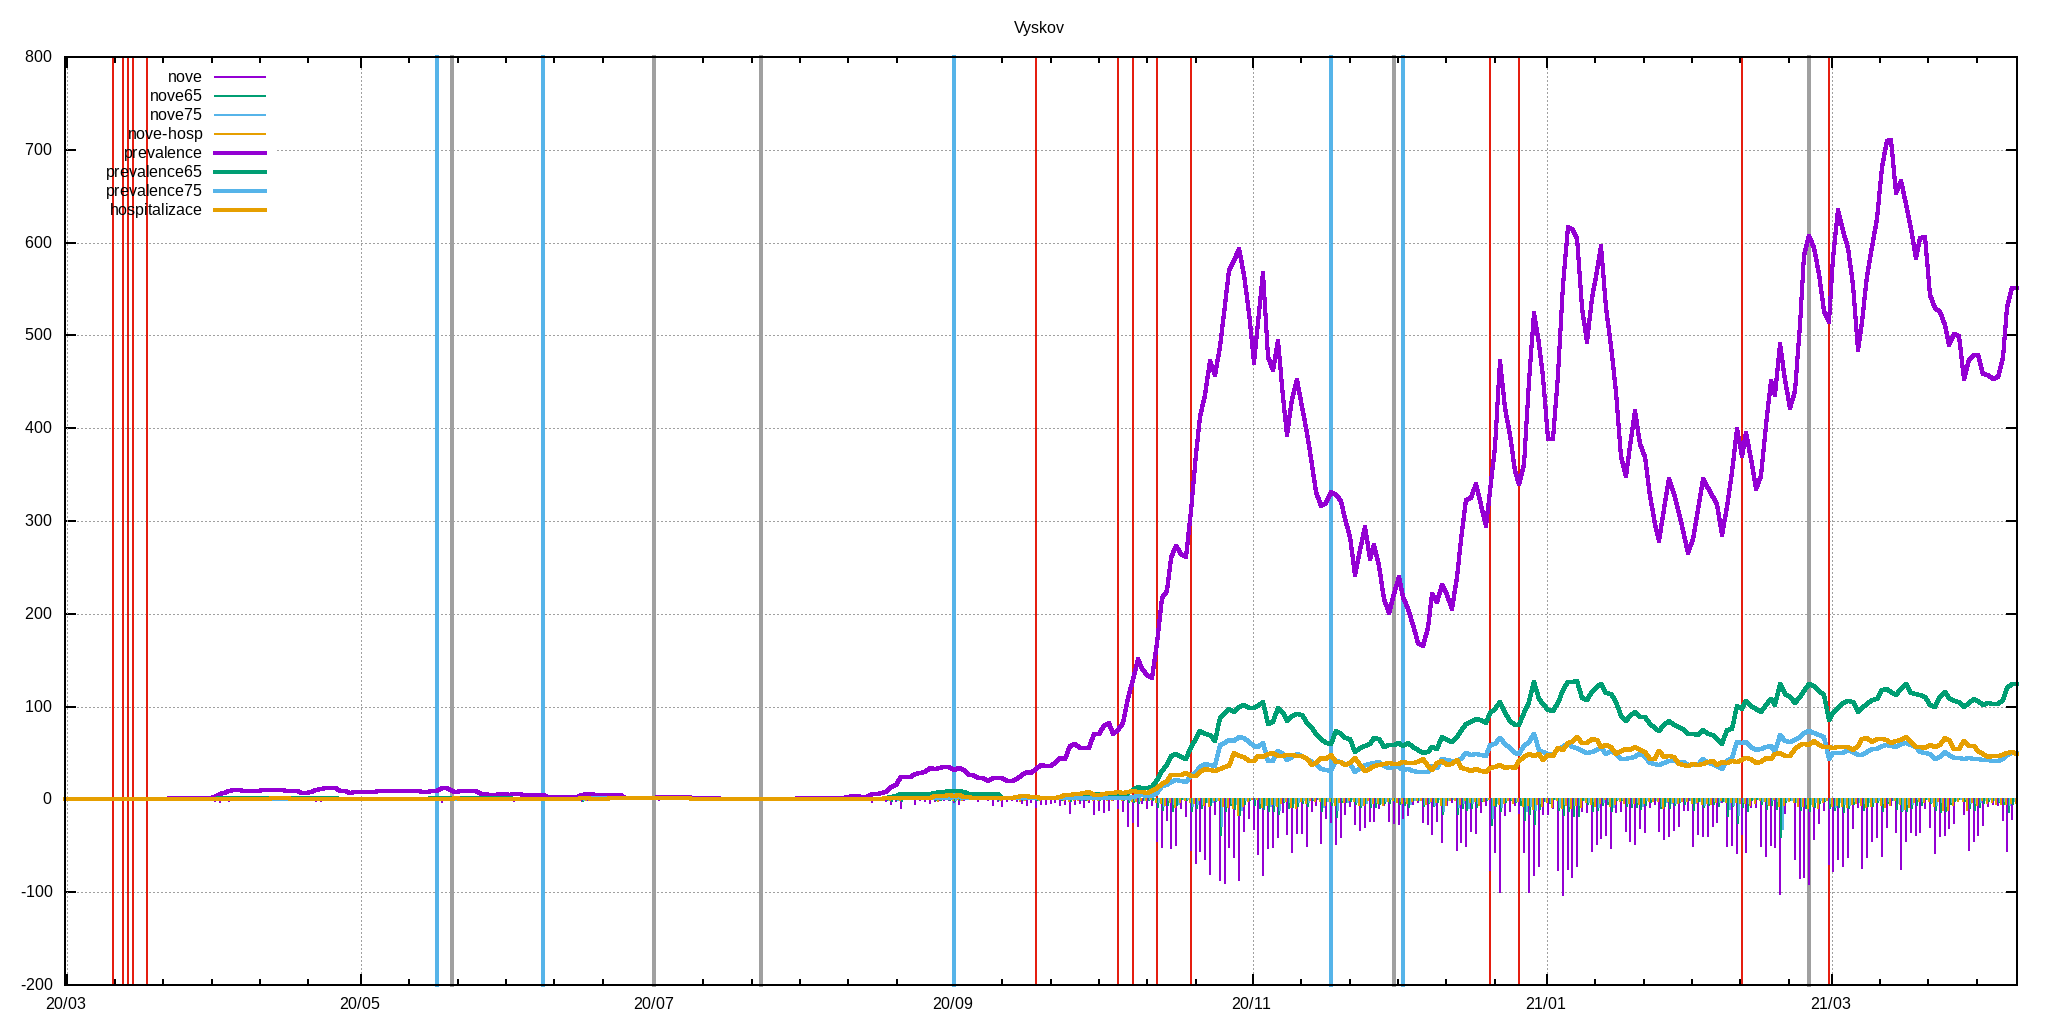 Vyskov
800
700
600
500
400
300
200
100
0
-100
-200
nove
nove65
nove75
nove-hosp
prevalence
prevalence65
prevalence75
hospitalizace
20/03 20/05 20/07 20/09 20/11 21/01 21/03